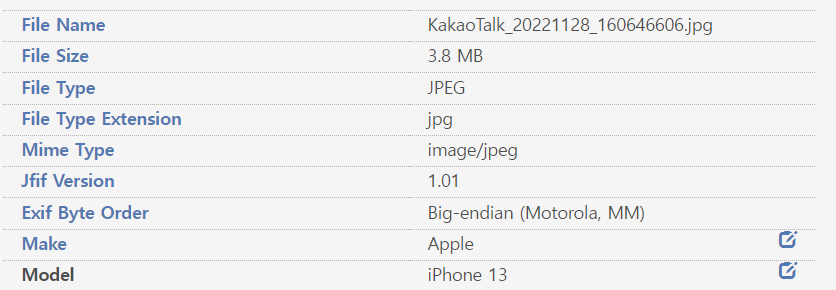 File Name KakaoTalk_20221128_160646606.jpg
File Size 3.8 MB
File Type JPEG
File Type Extension jpg
Mime Type image/jpeg
Jfif Version 1.01
Exif Byte Order Big-endian (Motorola, MM)
Make Apple
Model iPhone 13